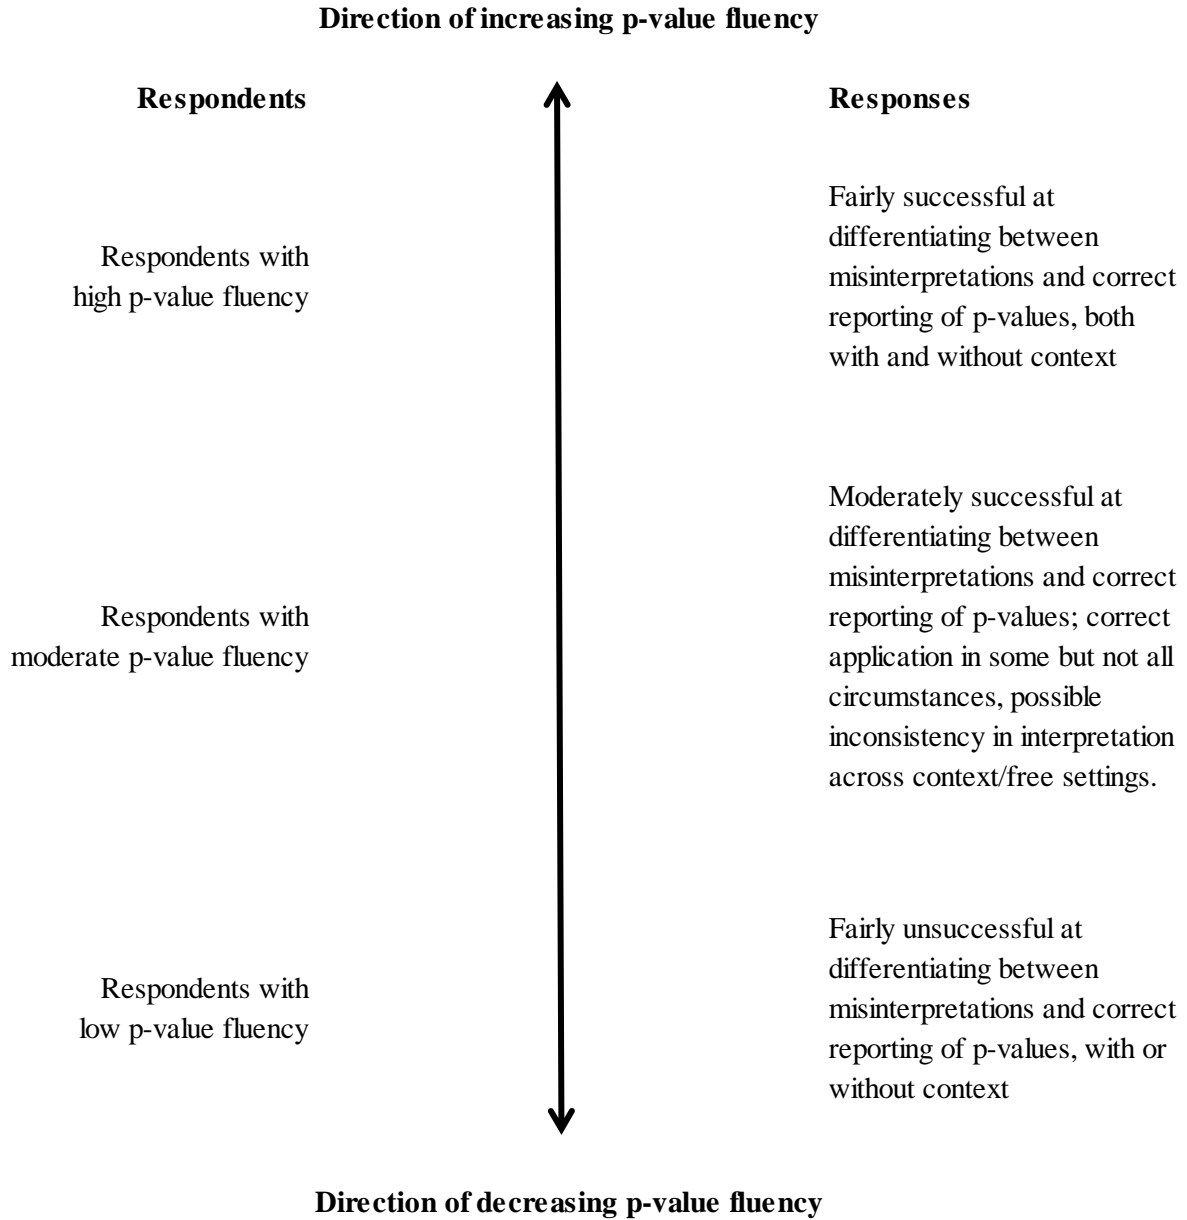 Direction of increasing p-value fluency
Respondents
Responses
Respondents with
high p-value fluency
Fairly successful at
differentiating between
misinterpretations and correct
reporting of p-values, both
with and without context
Respondents with
moderate p-value fluency
Moderately successful at
differentiating between
misinterpretations and correct
reporting of p-values; correct
application in some but not all
circumstances, possible
inconsistency in interpretation
across context/free settings.
Respondents with
low p-value fluency
Fairly unsuccessful at
differentiating between
misinterpretations and correct
reporting of p-values, with or
without context
Direction of decreasing p-value fluency